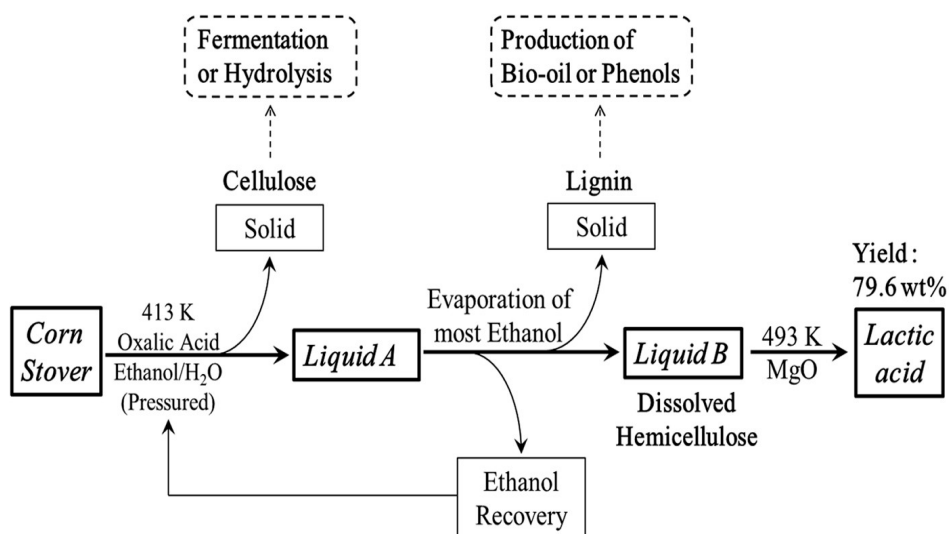 Fermentation
or Hydrolysis
Production of
Bio-oil or Phenols
Cellulose
Solid
Lignin
Solid
Corn
Stover
413 K
Oxalic Acid
Ethanol/H₂O
(Pressured)
Liquid A
Evaporation of
most Ethanol
Liquid B
Dissolved
Hemicellulose
493 K
MgO
Yield :
79.6 wt%
Lactic
acid
Ethanol
Recovery